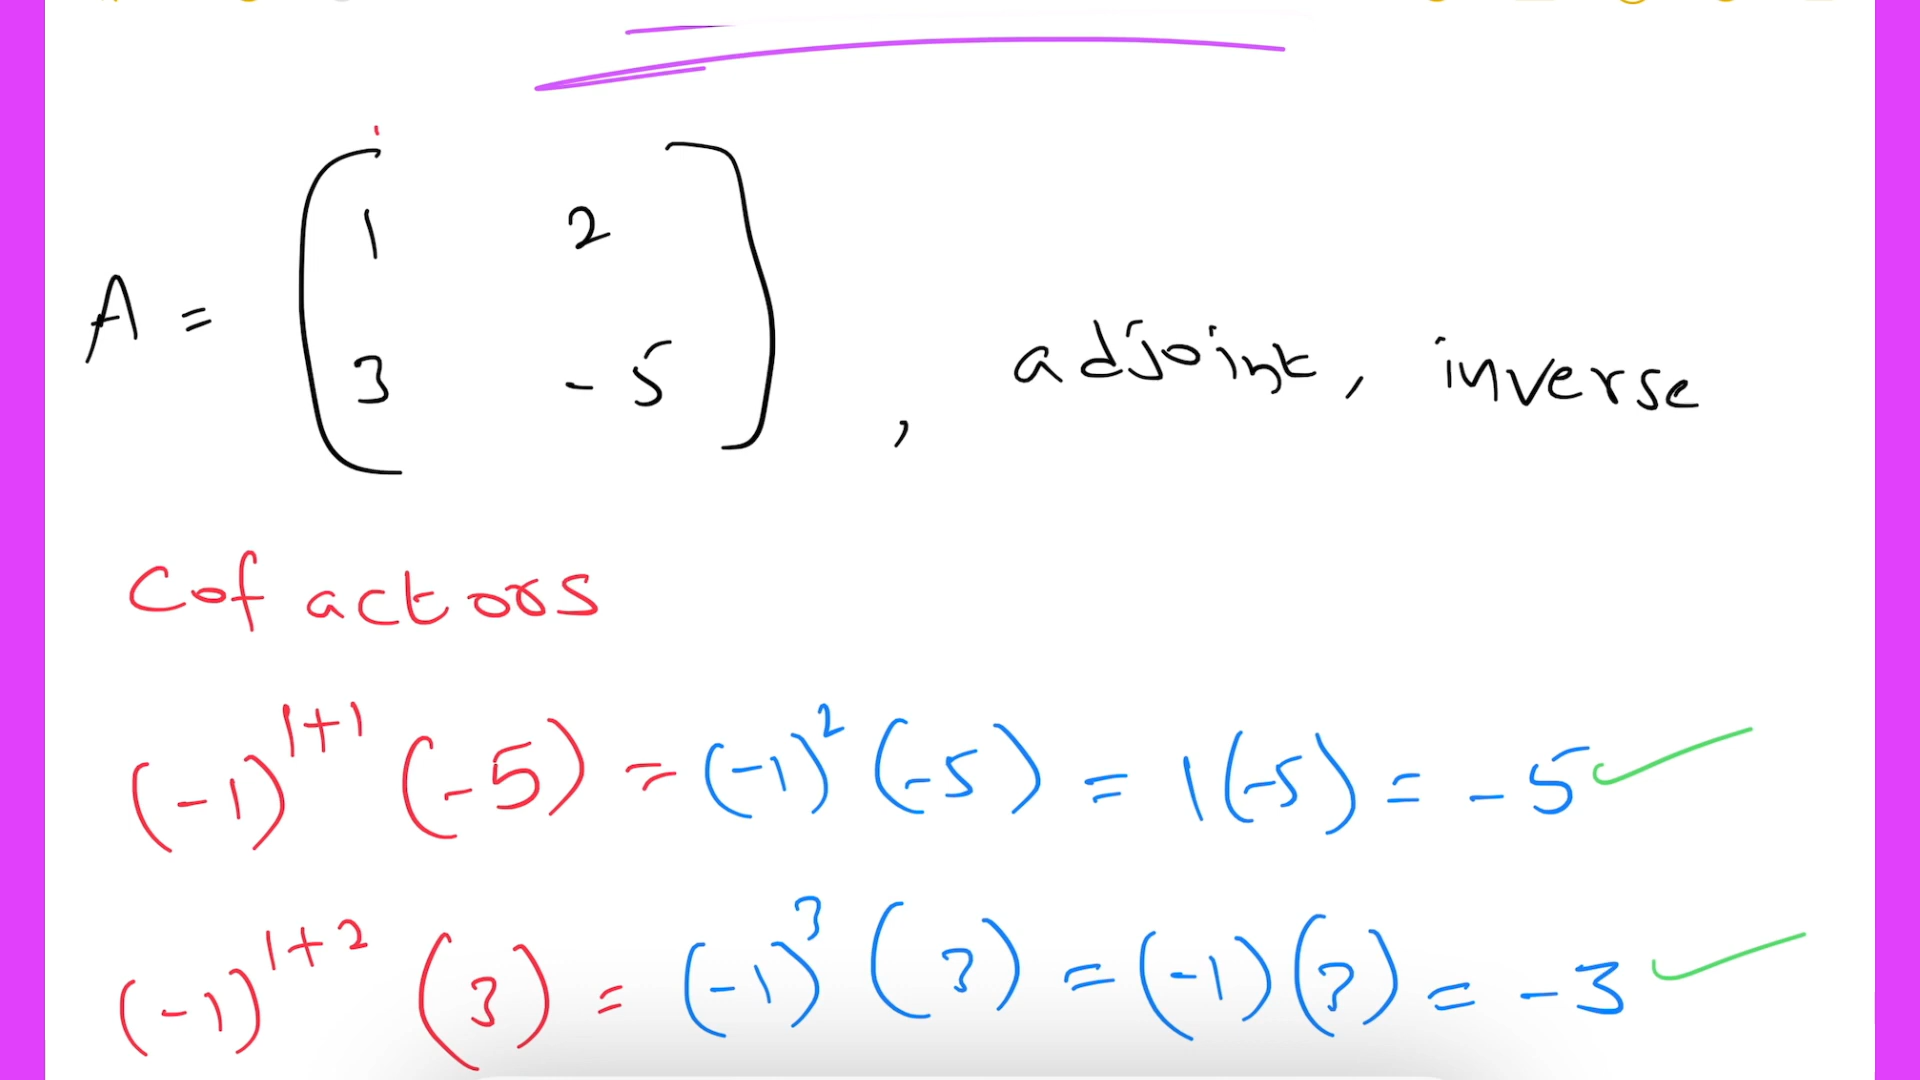 A = ( 1 2
3 -5 ) , adjoint, inverse
Cofactors
(-1)^1+1 (-5) = (-1)^2 (-5) = 1(-5) = -5 ✓
(-1)^1+2 (3) = (-1)^3 (3) = (-1)(3) = -3 ✓